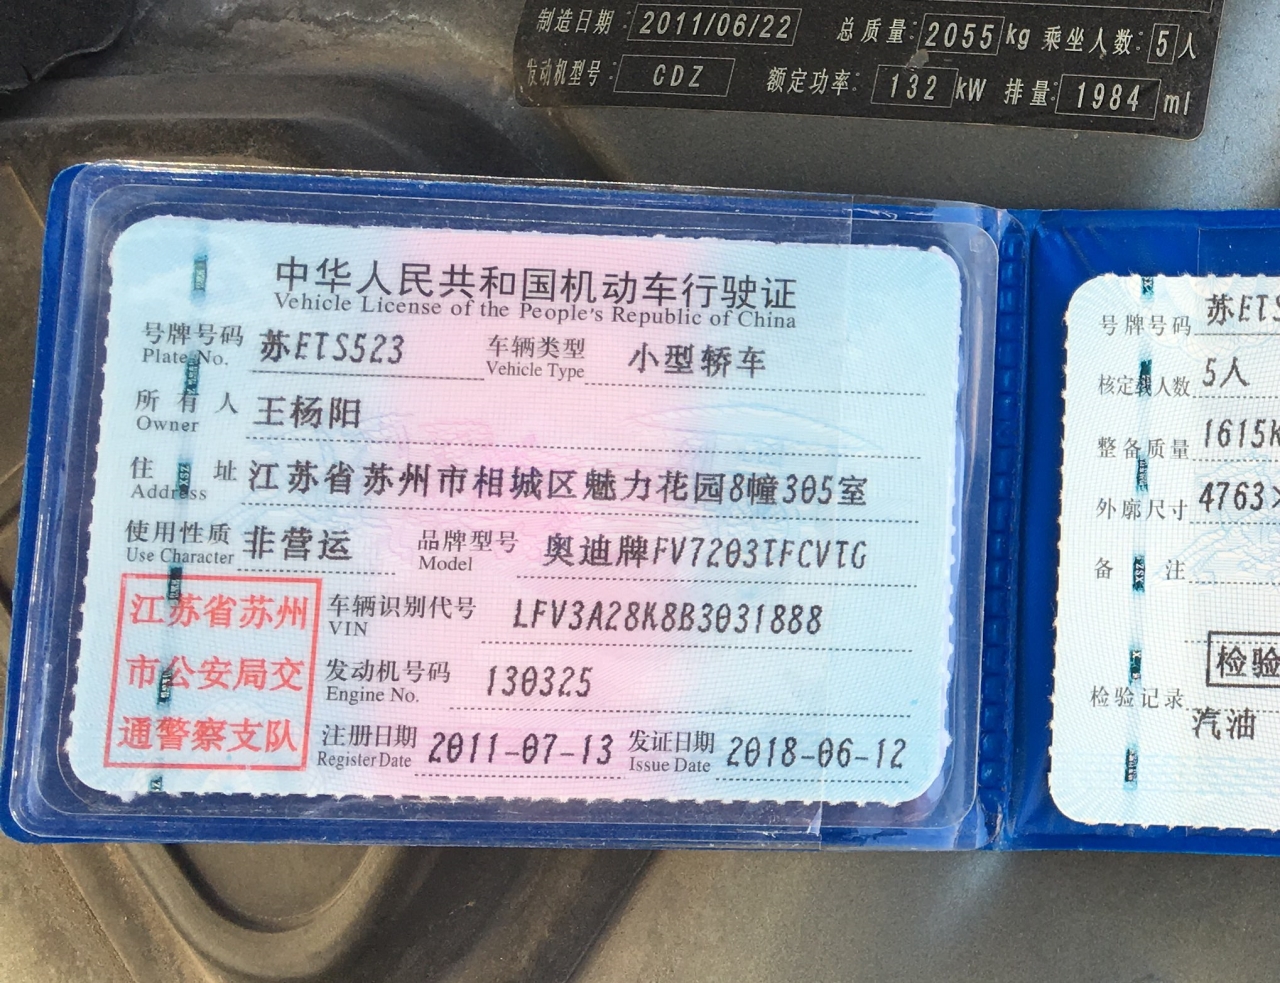 制造日期: 2011/06/22 总质量: 2055 kg 乘坐人数: 5 人
发动机型号: CDZ 额定功率: 132 kW 排量: 1984 ml
中华人民共和国机动车行驶证
Vehicle License of the People's Republic of China
号牌号码 苏E1S523 车辆类型 小型轿车
Plate No. Vehicle Type
所有人 王杨阳
Owner
住址 江苏省苏州市相城区魅力花园8幢305室
Address
使用性质 非营运 品牌型号 奥迪牌FV7203TFCVTG
Use Character Model
江苏省苏州
市公安局交
通警察支队
车辆识别代号 LFV3A28K8B3031888
VIN
发动机号码 130325
Engine No.
注册日期 2011-07-13 发证日期 2018-06-12
Register Date Issue Date
号牌号码 苏E1S
核定载人数 5人
整备质量 1615K
外廓尺寸 4763×
备注
检验
检验记录
汽油